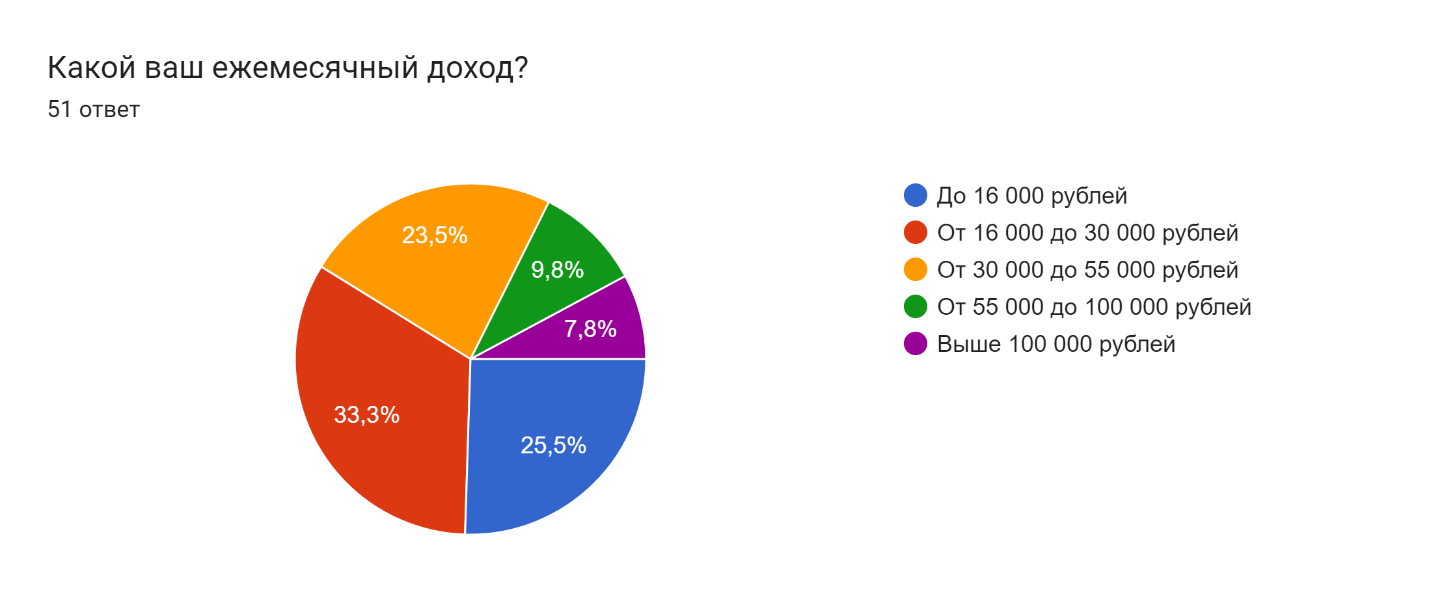 Какой ваш ежемесячный доход?
51 ответ
23,5%
9,8%
7,8%
33,3%
25,5%
До 16 000 рублей
От 16 000 до 30 000 рублей
От 30 000 до 55 000 рублей
От 55 000 до 100 000 рублей
Выше 100 000 рублей